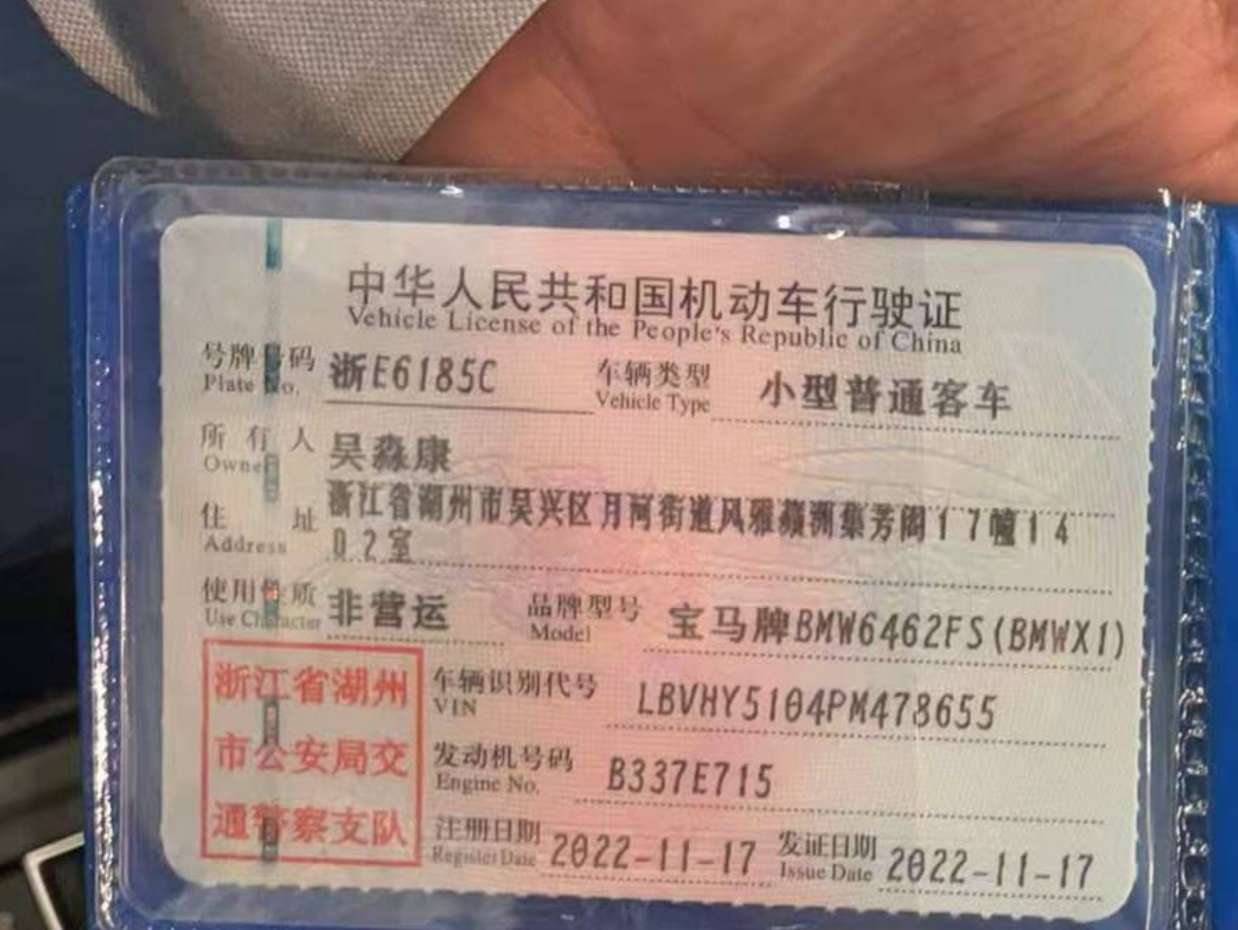 中华人民共和国机动车行驶证
Vehicle License of the People's Republic of China
号牌号码 浙E6185C 车辆类型 小型普通客车
Plate No. Vehicle Type
所有人 吴淼康
Owner
住址 浙江省湖州市吴兴区月河街道风雅蘋洲集芳阁17幢14
Address 02室
使用性质 非营运 品牌型号 宝马牌BMW6462FS(BMWX1)
Use Character Model
浙江省湖州
市公安局交
通警察支队
车辆识别代号 LBVHY5104PM478655
VIN
发动机号码 B337E715
Engine No.
注册日期 2022-11-17 发证日期 2022-11-17
Register Date Issue Date